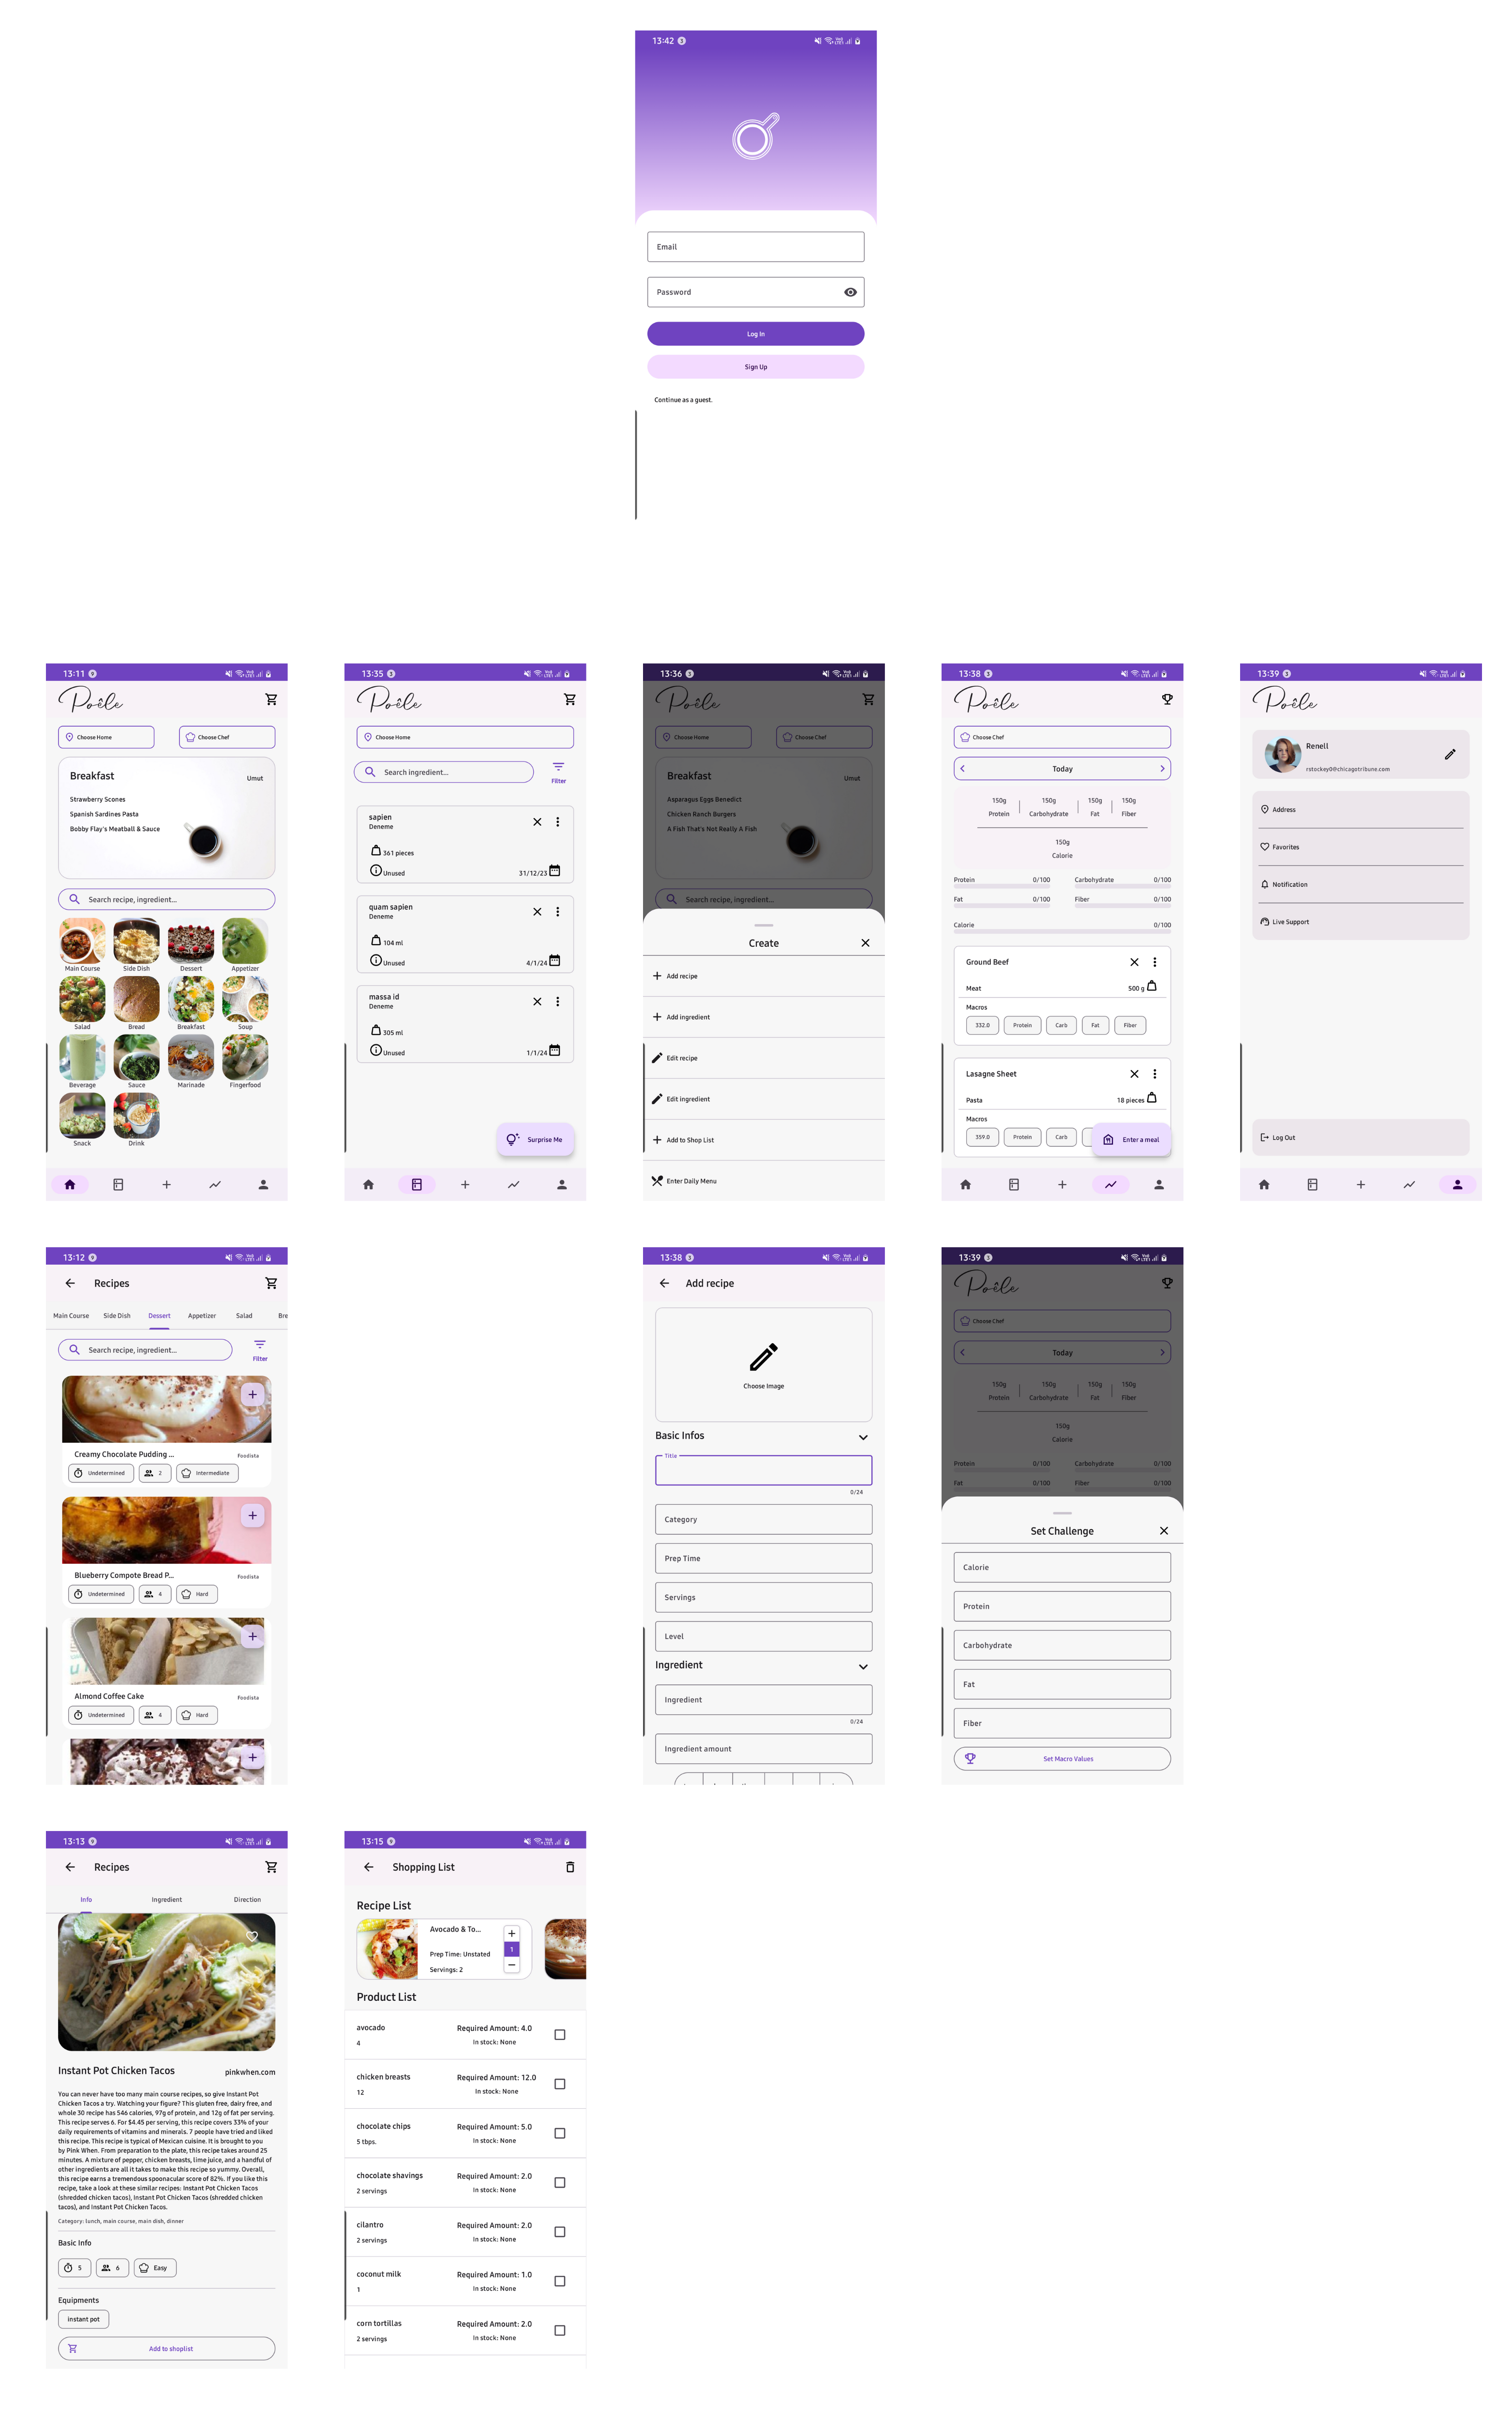 13:42 3
Email
Password
Log In
Sign Up
Continue as a guest.
13:11 9
Poêle
Choose Home
Choose Chef
Breakfast
Umut
Strawberry Scones
Spanish Sardines Pasta
Bobby Flay's Meatball & Sauce
Search recipe, ingredient...
Main Course
Side Dish
Dessert
Appetizer
Salad
Bread
Breakfast
Soup
Beverage
Sauce
Marinade
Fingerfood
Snack
Drink
13:35 3
Poêle
Choose Home
Search ingredient...
Filter
sapien
Deneme
361 pieces
Unused
31/12/23
quam sapien
Deneme
104 ml
Unused
4/1/24
massa id
Deneme
305 ml
Unused
1/1/24
Surprise Me
13:36 3
Poêle
Choose Home
Choose Chef
Breakfast
Umut
Asparagus Eggs Benedict
Chicken Ranch Burgers
A Fish That's Not Really A Fish
Search recipe, ingredient...
Create
Add recipe
Add ingredient
Edit recipe
Edit ingredient
Add to Shop List
Enter Daily Menu
13:38 3
Poêle
Choose Chef
Today
150g 150g 150g 150g
Protein Carbohydrate Fat Fiber
150g
Calorie
Protein 0/100 Carbohydrate 0/100
Fat 0/100 Fiber 0/100
Calorie 0/100
Ground Beef
Meat 500 g
Macros
332.0 Protein Carb Fat Fiber
Lasagne Sheet
Pasta 18 pieces
Macros
359.0 Protein Carb
Enter a meal
13:39 3
Poêle
Renell
rstockey0@chicagotribune.com
Address
Favorites
Notification
Live Support
Log Out
13:12 9
Recipes
Main Course Side Dish Dessert Appetizer Salad Bre
Search recipe, ingredient...
Filter
Creamy Chocolate Pudding ...
Foodista
Undetermined 2 Intermediate
Blueberry Compote Bread P...
Foodista
Undetermined 4 Hard
Almond Coffee Cake
Foodista
Undetermined 4 Hard
13:38 3
Add recipe
Choose Image
Basic Infos
Title
0/24
Category
Prep Time
Servings
Level
Ingredient
Ingredient
0/24
Ingredient amount
13:39 3
Poêle
Choose Chef
Today
150g 150g 150g 150g
Protein Carbohydrate Fat Fiber
150g
Calorie
Protein 0/100 Carbohydrate 0/100
Fat 0/100 Fiber 0/100
Set Challenge
Calorie
Protein
Carbohydrate
Fat
Fiber
Set Macro Values
13:13 9
Recipes
Info Ingredient Direction
Instant Pot Chicken Tacos
pinkwhen.com
You can never have too many main course recipes, so give Instant Pot
Chicken Tacos a try. Watching your figure? This gluten free, dairy free, and
whole 30 recipe has 546 calories, 97g of protein, and 12g of fat per serving.
This recipe serves 6. For $4.45 per serving, this recipe covers 33% of your
daily requirements of vitamins and minerals. 7 people have tried and liked
this recipe. This recipe is typical of Mexican cuisine. It is brought to you
by Pink When. From preparation to the plate, this recipe takes around 25
minutes. A mixture of pepper, chicken breasts, lime juice, and a handful of
other ingredients are all it takes to make this recipe so yummy. Overall,
this recipe earns a tremendous spoonacular score of 82%. If you like this
recipe, take a look at these similar recipes: Instant Pot Chicken Tacos
(shredded chicken tacos), Instant Pot Chicken Tacos (shredded chicken
tacos), and Instant Pot Chicken Tacos.
Category: lunch, main course, main dish, dinner
Basic Info
5 6 Easy
Equipments
instant pot
Add to shoplist
13:15 9
Shopping List
Recipe List
Avocado & To...
Prep Time: Unstated
Servings: 2
1
Product List
avocado Required Amount: 4.0
4 In stock: None
chicken breasts Required Amount: 12.0
12 In stock: None
chocolate chips Required Amount: 5.0
5 tbps. In stock: None
chocolate shavings Required Amount: 2.0
2 servings In stock: None
cilantro Required Amount: 2.0
2 servings In stock: None
coconut milk Required Amount: 1.0
1 In stock: None
corn tortillas Required Amount: 2.0
2 servings In stock: None